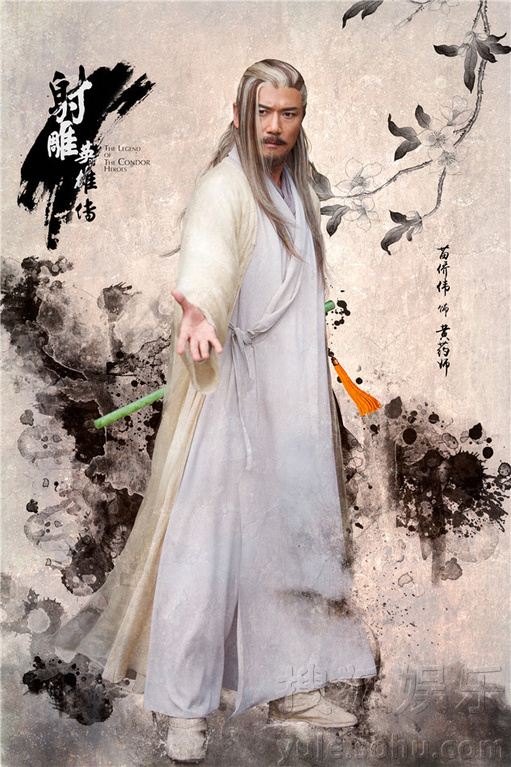 射雕英雄传
THE LEGEND
OF
THE CONDOR
HEROES
苗侨伟 饰 黄药师
搜狐娱乐
yule.sohu.com